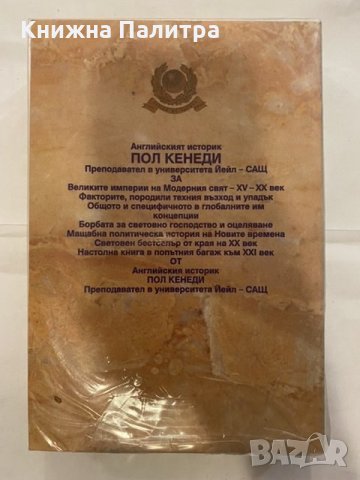 Книжна Палитра
Английският историк
ПОЛ КЕНЕДИ
Преподавател в университета Йейл – САЩ
ЗА
Великите империи на Модерния свят – XV – XX век
Факторите, породили техния възход и упадък
Общото и специфичното в глобалните им
концепции
Борбата за световно господство и оцеляване
Мащабна политическа история на Новите времена
Световен бестселър от края на XX век
Настолна книга в попътния багаж към XXI век
ОТ
Английския историк
ПОЛ КЕНЕДИ
Преподавател в университета Йейл – САЩ
BAZAR
bg